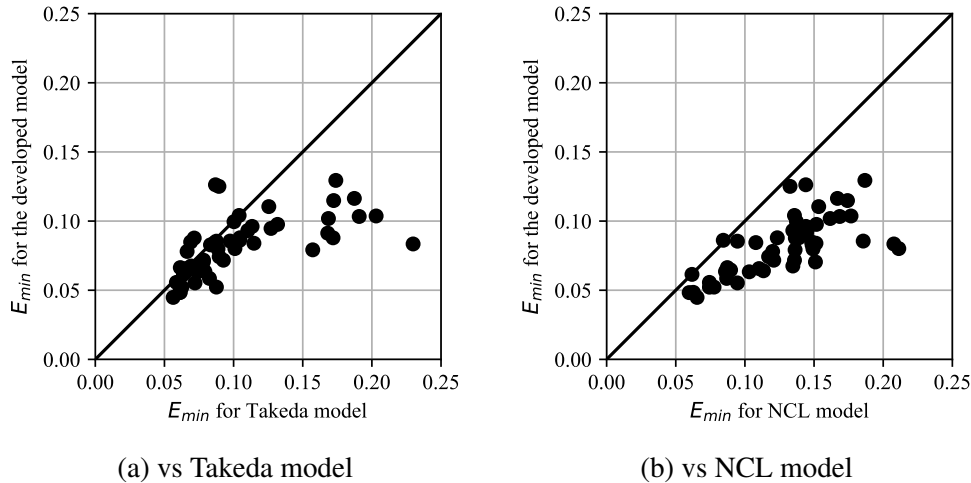 0.25
0.20
0.15
0.10
0.05
0.00
E_min for the developed model
0.00 0.05 0.10 0.15 0.20 0.25
E_min for Takeda model
(a) vs Takeda model
0.25
0.20
0.15
0.10
0.05
0.00
E_min for the developed model
0.00 0.05 0.10 0.15 0.20 0.25
E_min for NCL model
(b) vs NCL model